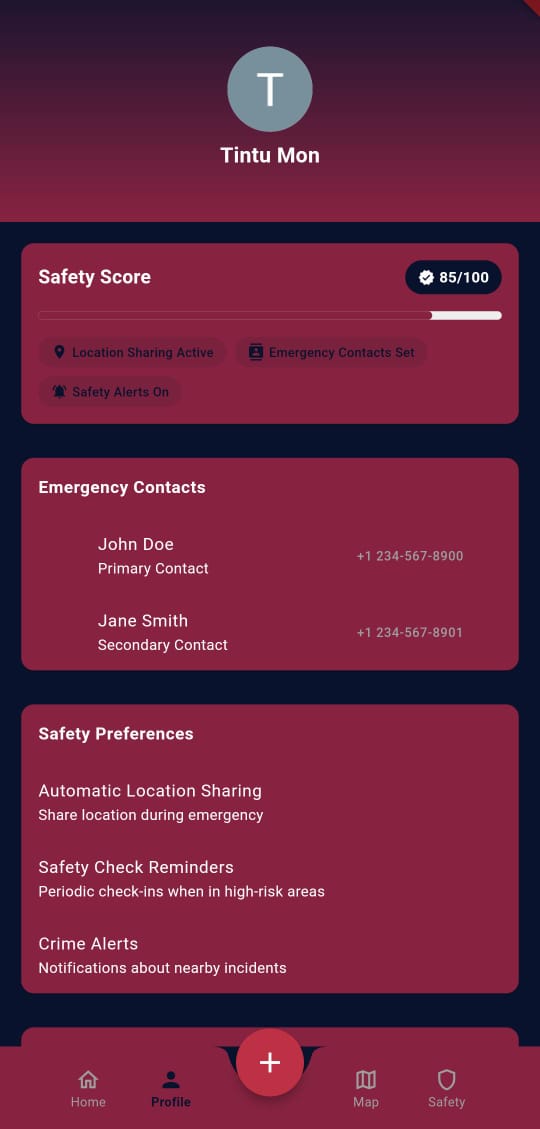 T
Tintu Mon
Safety Score
85/100
Location Sharing Active
Emergency Contacts Set
Safety Alerts On
Emergency Contacts
John Doe
Primary Contact
+1 234-567-8900
Jane Smith
Secondary Contact
+1 234-567-8901
Safety Preferences
Automatic Location Sharing
Share location during emergency
Safety Check Reminders
Periodic check-ins when in high-risk areas
Crime Alerts
Notifications about nearby incidents
+
Home
Profile
Map
Safety